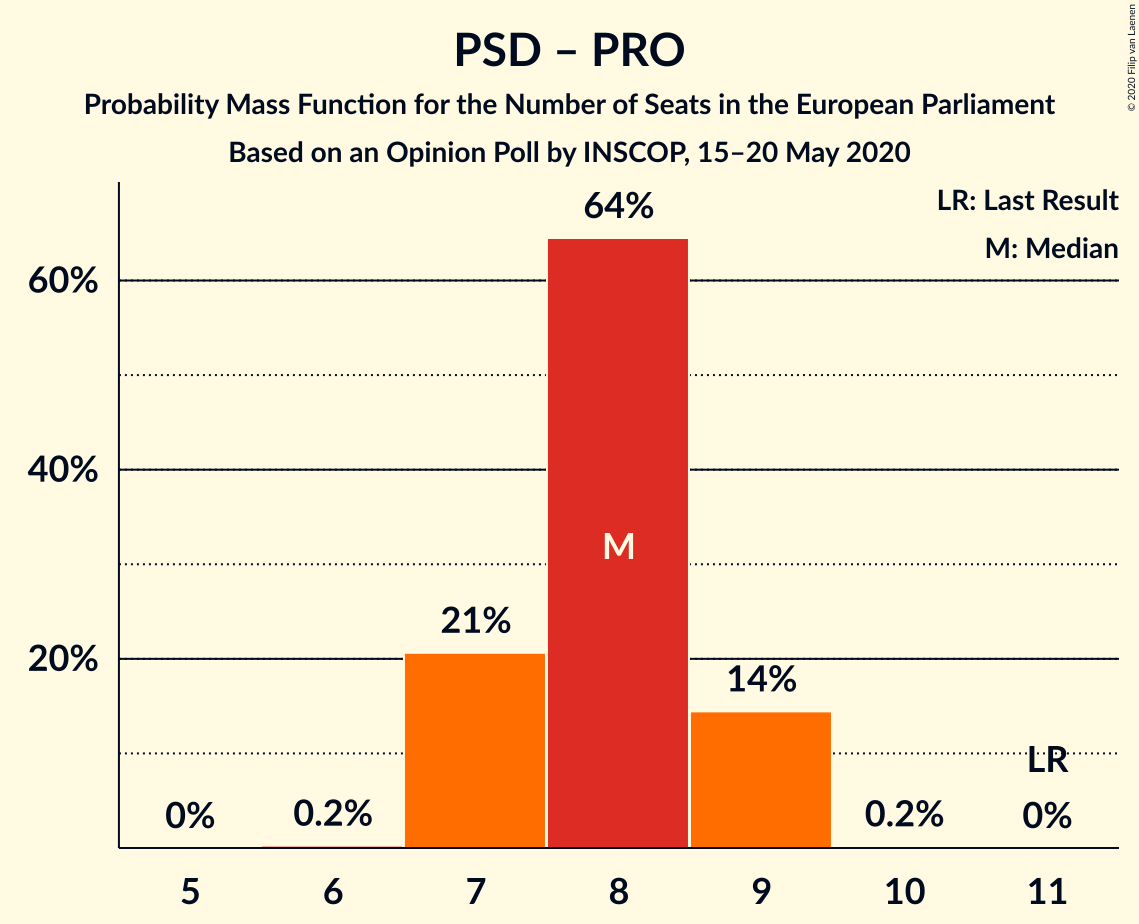 PSD – PRO
Probability Mass Function for the Number of Seats in the European Parliament
Based on an Opinion Poll by INSCOP, 15–20 May 2020
© 2020 Filip van Laenen
LR: Last Result
M: Median
64%
60%
40%
M
21%
20%
14%
LR
0%
0.2%
0.2%
0%
5
6
7
8
9
10
11